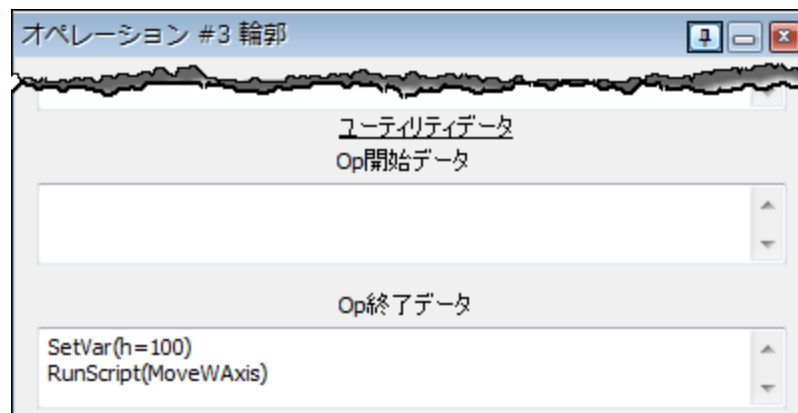 オペレーション #3 輪郭
ユーティリティデータ
Op開始データ
Op終了データ
SetVar(h=100)
RunScript(MoveWAxis)